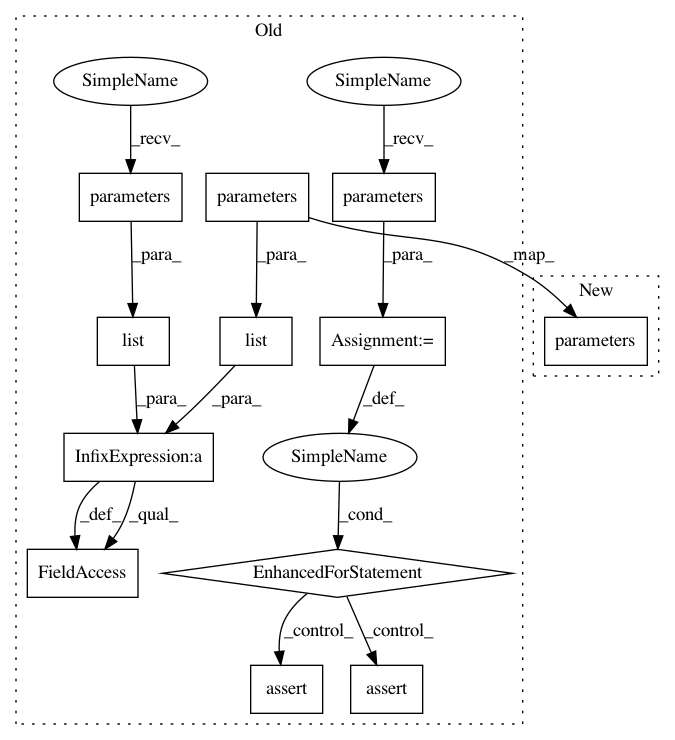 Old
SimpleName
SimpleName
_recv_
_recv_
parameters
parameters
parameters
_para_
_para_
_para_
_map_
New
list
list
Assignment:=
parameters
_para_
_para_
_def_
InfixExpression:a
SimpleName
_def_
_qual_
_cond_
FieldAccess
EnhancedForStatement
_control_
_control_
assert
assert